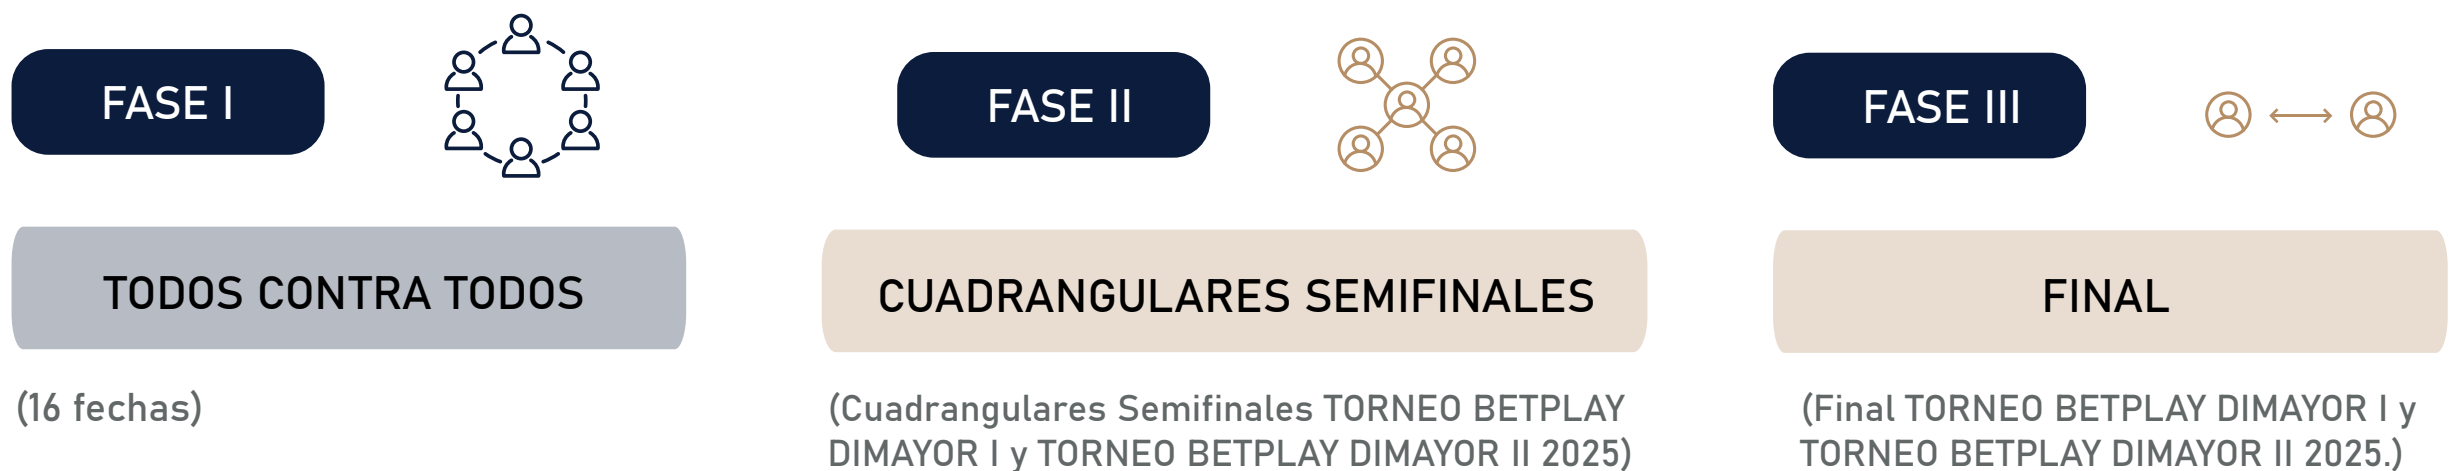 FASE I
TODOS CONTRA TODOS
(16 fechas)
FASE II
CUADRANGULARES SEMIFINALES
(Cuadrangulares Semifinales TORNEO BETPLAY
DIMAYOR I y TORNEO BETPLAY DIMAYOR II 2025)
FASE III
FINAL
(Final TORNEO BETPLAY DIMAYOR I y
TORNEO BETPLAY DIMAYOR II 2025.)